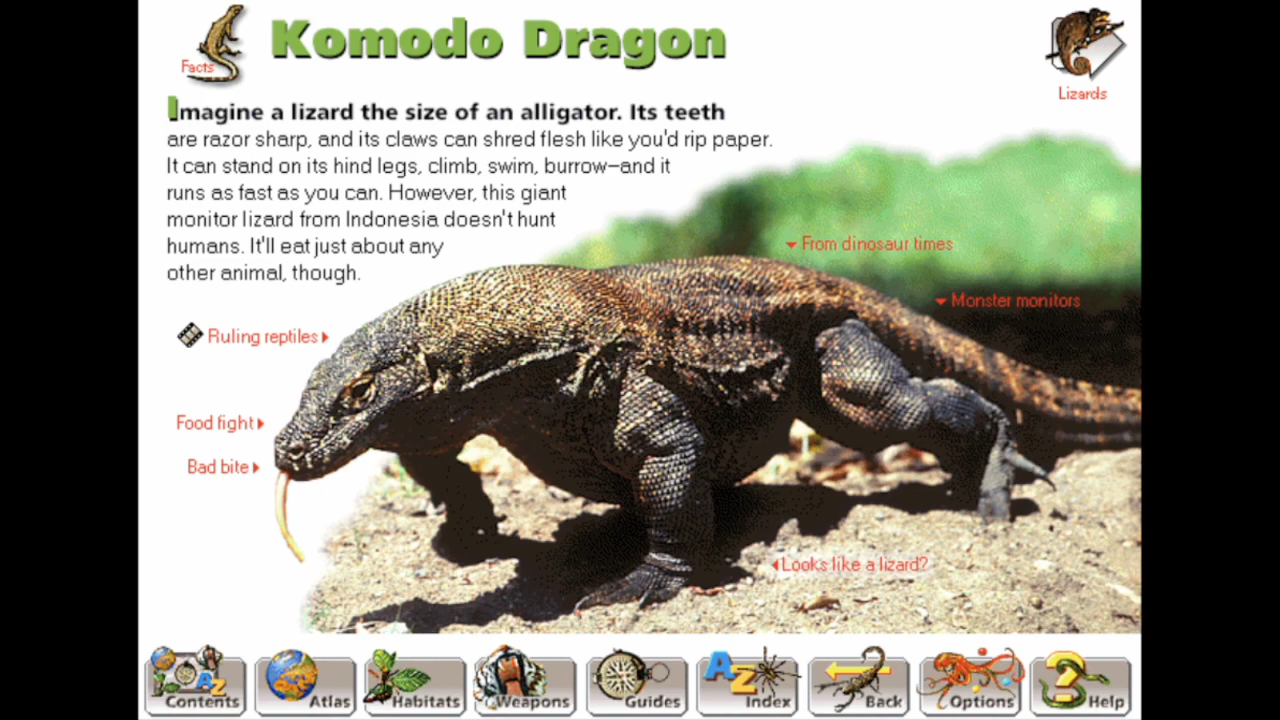 Komodo Dragon
Facts
Lizards
Imagine a lizard the size of an alligator. Its teeth
are razor sharp, and its claws can shred flesh like you'd rip paper.
It can stand on its hind legs, climb, swim, burrow—and it
runs as fast as you can. However, this giant
monitor lizard from Indonesia doesn't hunt
humans. It'll eat just about any
other animal, though.
From dinosaur times
Monster monitors
Ruling reptiles
Food fight
Bad bite
Looks like a lizard?
Contents
Atlas
Habitats
Weapons
Guides
AZ Index
Back
Options
? Help